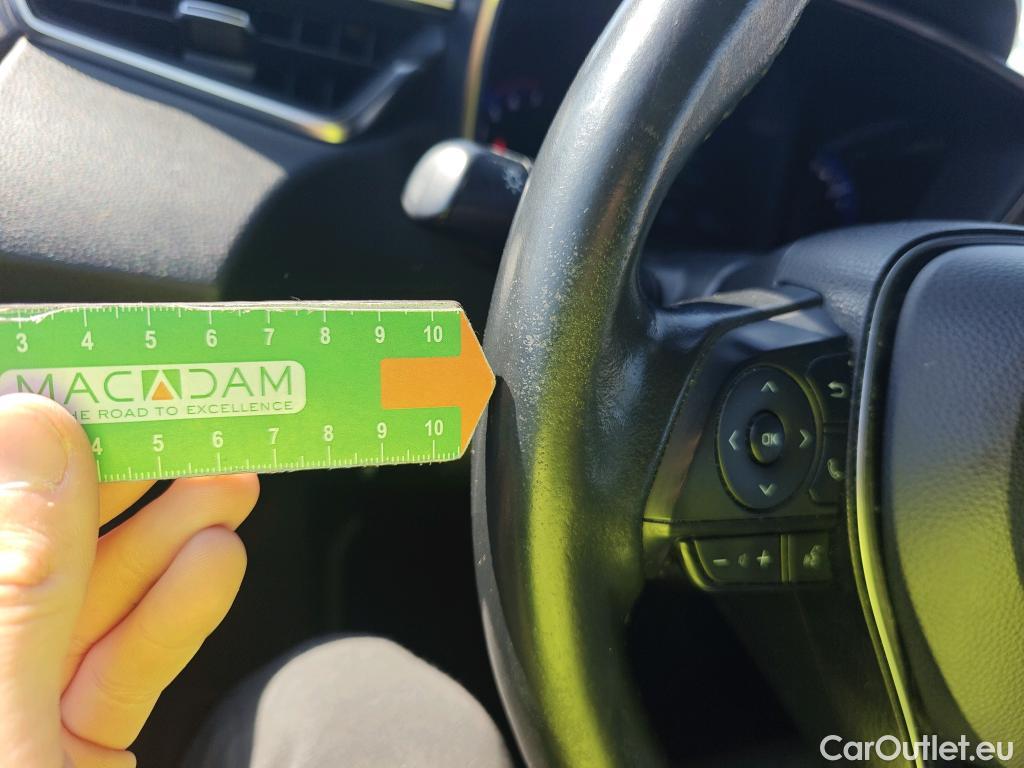 3 4 5 6 7 8 9 10
MACADAM
THE ROAD TO EXCELLENCE
4 5 6 7 8 9 10
OK
− +
CarOutlet.eu